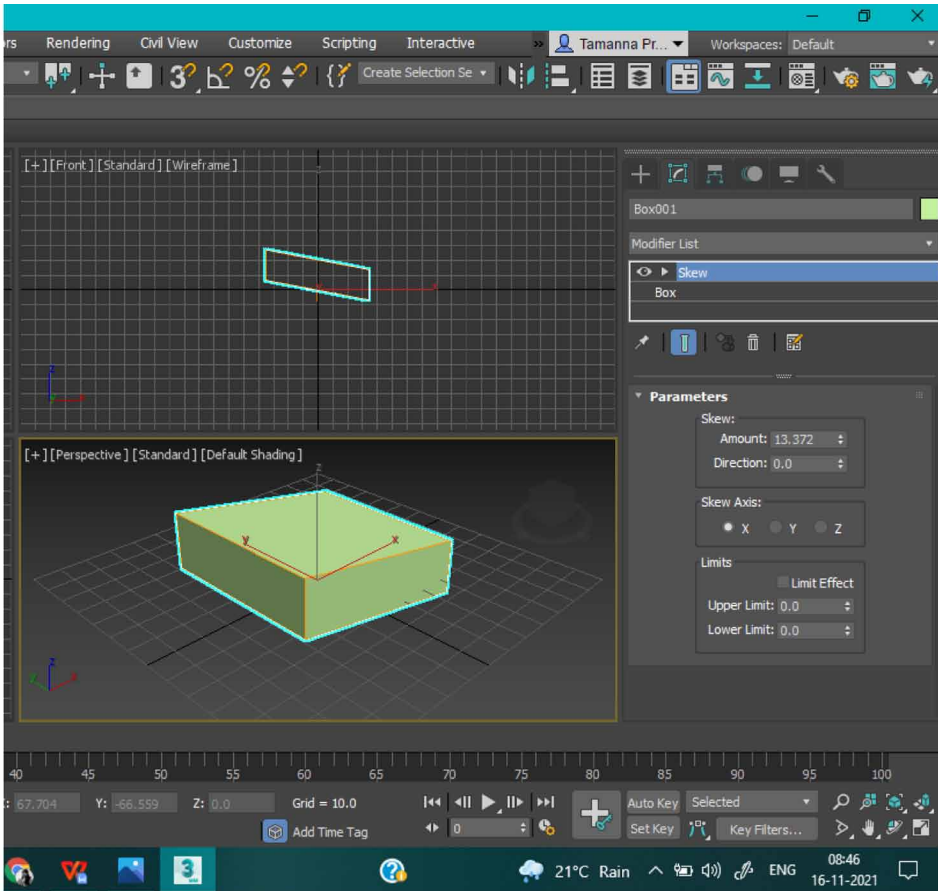 Rendering Civil View Customize Scripting Interactive » Tamanna Pr... Workspaces: Default
Create Selection Se
[+] [Front] [Standard] [Wireframe]
Box001
Modifier List
Skew
Box
Parameters
Skew:
Amount: 13.372
Direction: 0.0
[+] [Perspective] [Standard] [Default Shading]
z
y
x
Skew Axis:
X Y Z
Limits
Limit Effect
Upper Limit: 0.0
Lower Limit: 0.0
z
x
40 45 50 55 60 65 70 75 80 85 90 95 100
67.704 Y: -66.559 Z: 0.0 Grid = 10.0 Auto Key Selected
Add Time Tag 0 Set Key Key Filters...
3
21°C Rain ENG 08:46
16-11-2021